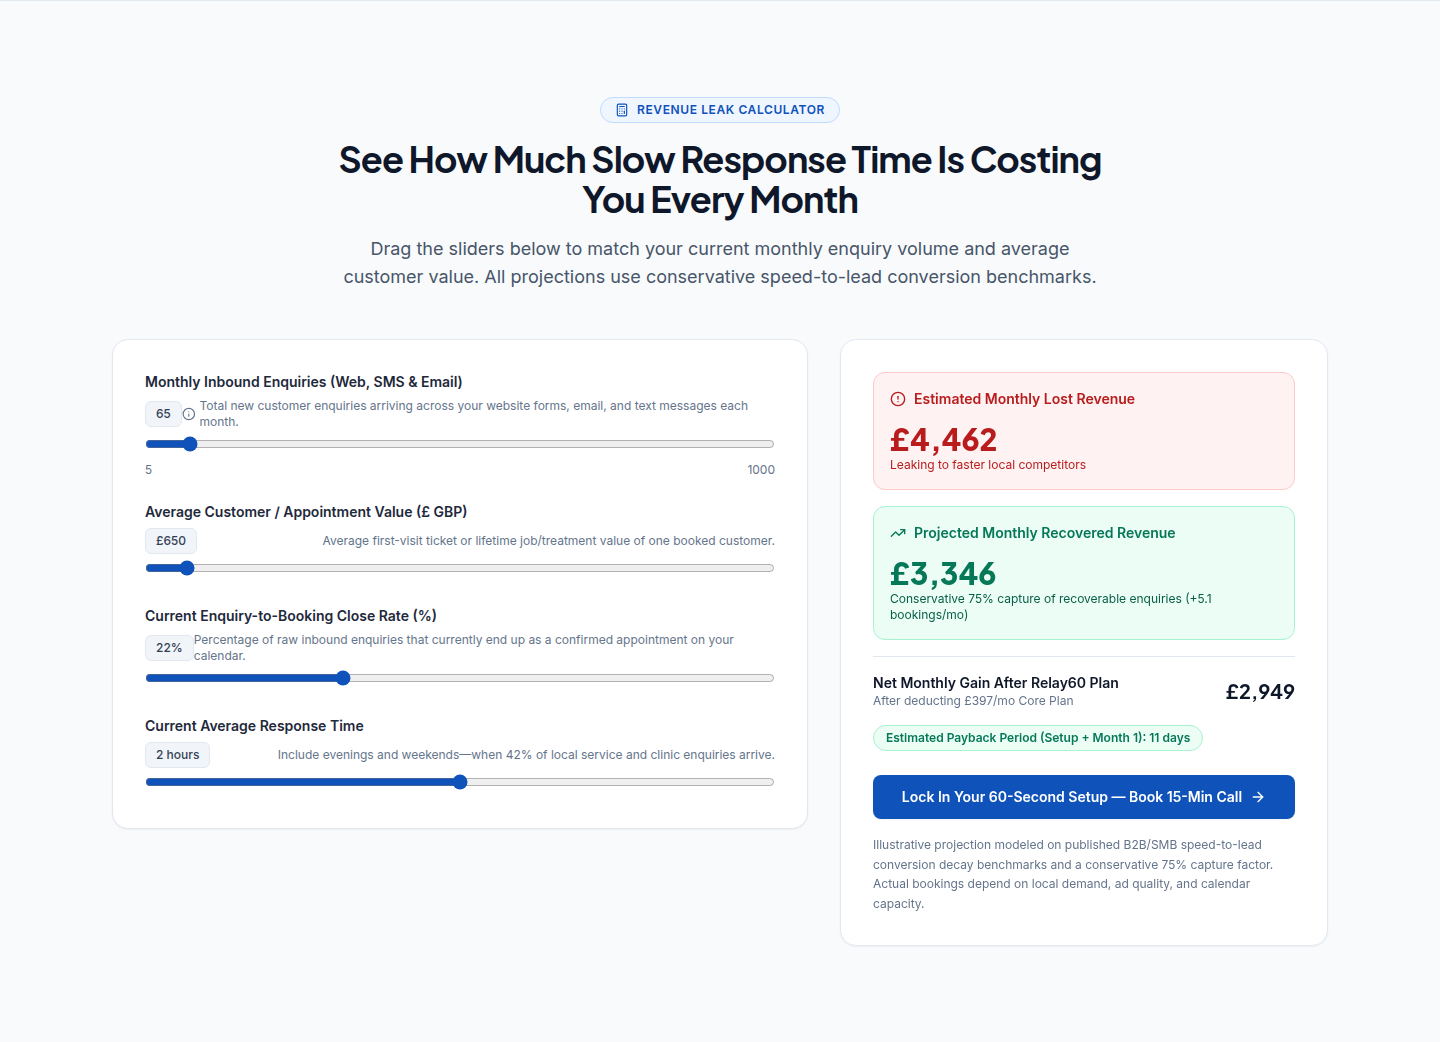 REVENUE LEAK CALCULATOR
See How Much Slow Response Time Is Costing
You Every Month
Drag the sliders below to match your current monthly enquiry volume and average
customer value. All projections use conservative speed-to-lead conversion benchmarks.
Monthly Inbound Enquiries (Web, SMS & Email)
65
Total new customer enquiries arriving across your website forms, email, and text messages each
month.
5
1000
Average Customer / Appointment Value (£ GBP)
£650
Average first-visit ticket or lifetime job/treatment value of one booked customer.
Current Enquiry-to-Booking Close Rate (%)
22%
Percentage of raw inbound enquiries that currently end up as a confirmed appointment on your
calendar.
Current Average Response Time
2 hours
Include evenings and weekends—when 42% of local service and clinic enquiries arrive.
Estimated Monthly Lost Revenue
£4,462
Leaking to faster local competitors
Projected Monthly Recovered Revenue
£3,346
Conservative 75% capture of recoverable enquiries (+5.1
bookings/mo)
Net Monthly Gain After Relay60 Plan
After deducting £397/mo Core Plan
£2,949
Estimated Payback Period (Setup + Month 1): 11 days
Lock In Your 60-Second Setup — Book 15-Min Call
Illustrative projection modeled on published B2B/SMB speed-to-lead
conversion decay benchmarks and a conservative 75% capture factor.
Actual bookings depend on local demand, ad quality, and calendar
capacity.